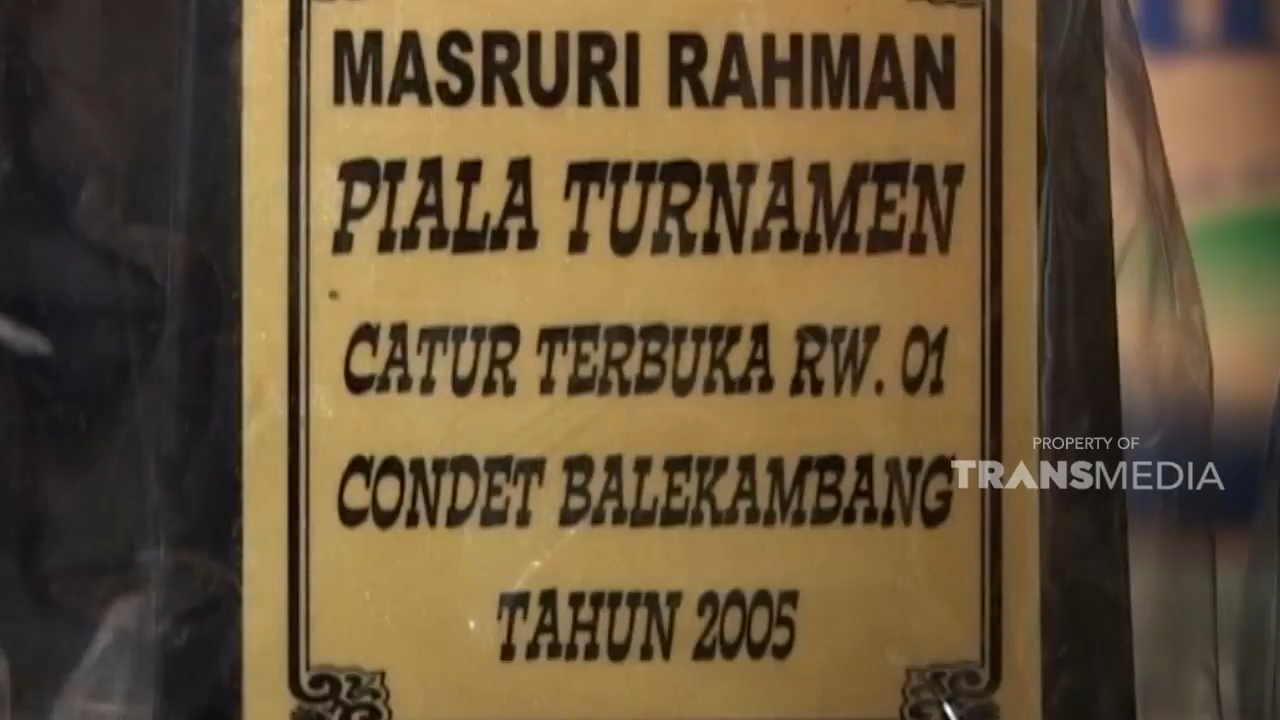 MASRURI RAHMAN
PIALA TURNAMEN
CATUR TERBUKA RW. 01
CONDET BALEKAMBANG
TAHUN 2005
PROPERTY OF
TRANSMEDIA